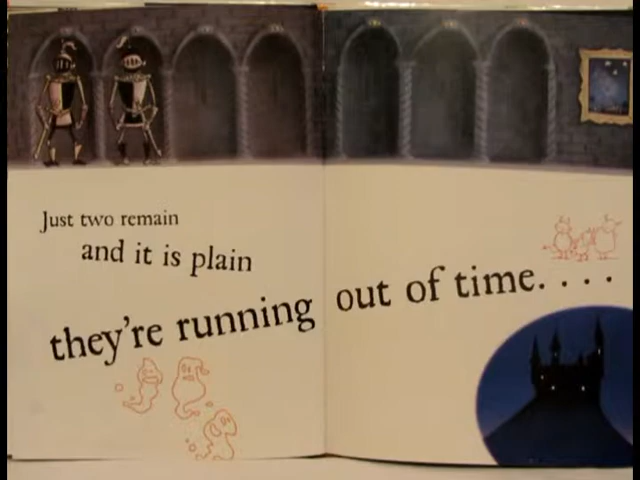 Just two remain
and it is plain
they're running out of time. . . .